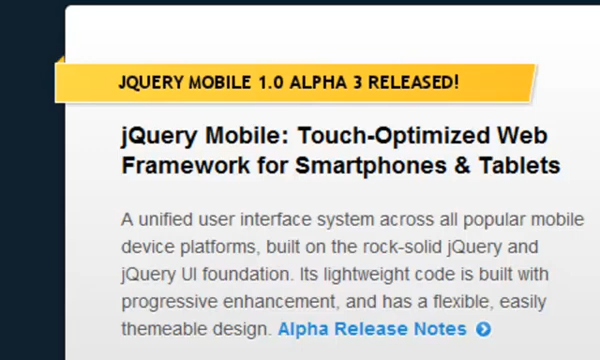 JQUERY MOBILE 1.0 ALPHA 3 RELEASED!
jQuery Mobile: Touch-Optimized Web
Framework for Smartphones & Tablets
A unified user interface system across all popular mobile
device platforms, built on the rock-solid jQuery and
jQuery UI foundation. Its lightweight code is built with
progressive enhancement, and has a flexible, easily
themeable design. Alpha Release Notes